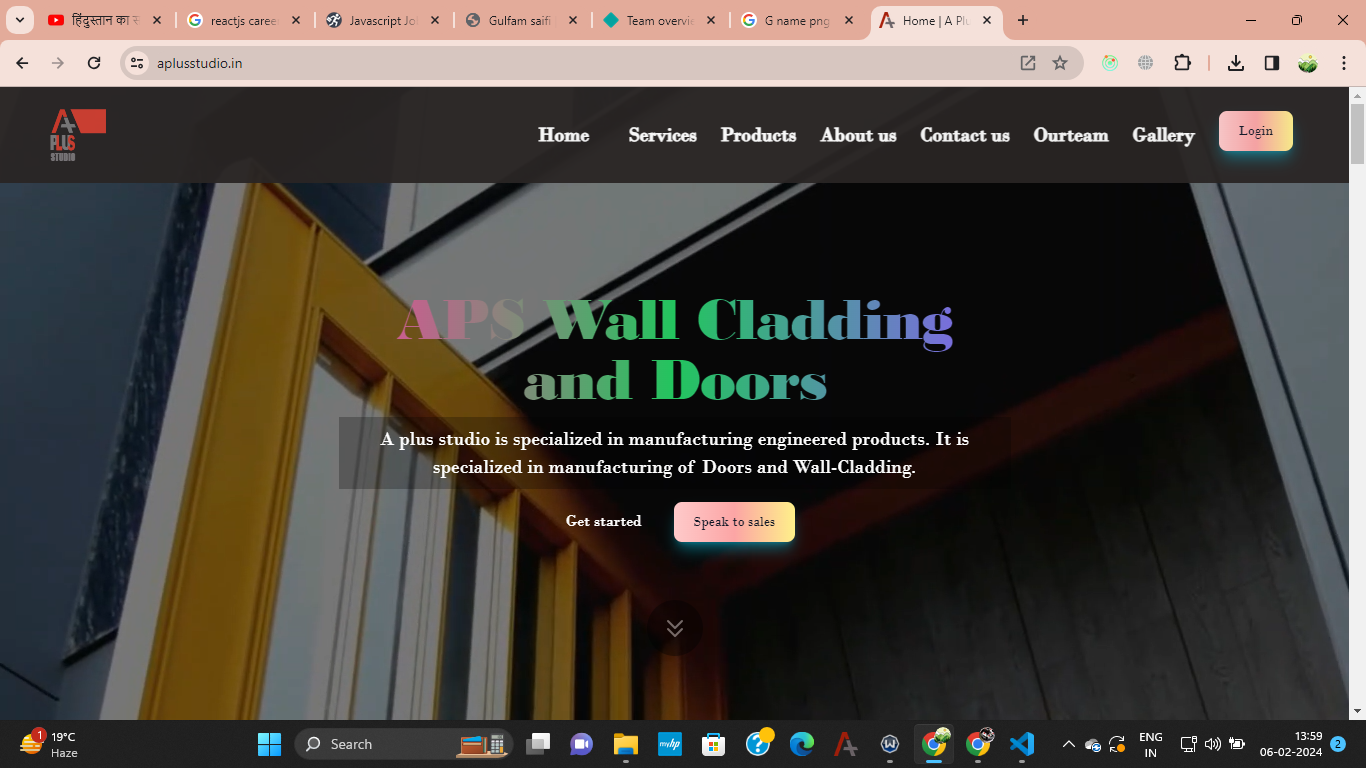 हिंदुस्तान का
reactjs caree
Javascript Jo
Gulfam saifi
Team overvie
G name png
Home | A Plu
aplusstudio.in
A
PLUS
STUDIO
Home Services Products About us Contact us Ourteam Gallery Login
APS Wall Cladding
and Doors
A plus studio is specialized in manufacturing engineered products. It is
specialized in manufacturing of Doors and Wall-Cladding.
Get started Speak to sales
1
19°C
Haze
Search
myhp
ENG
IN
13:59
06-02-2024
2